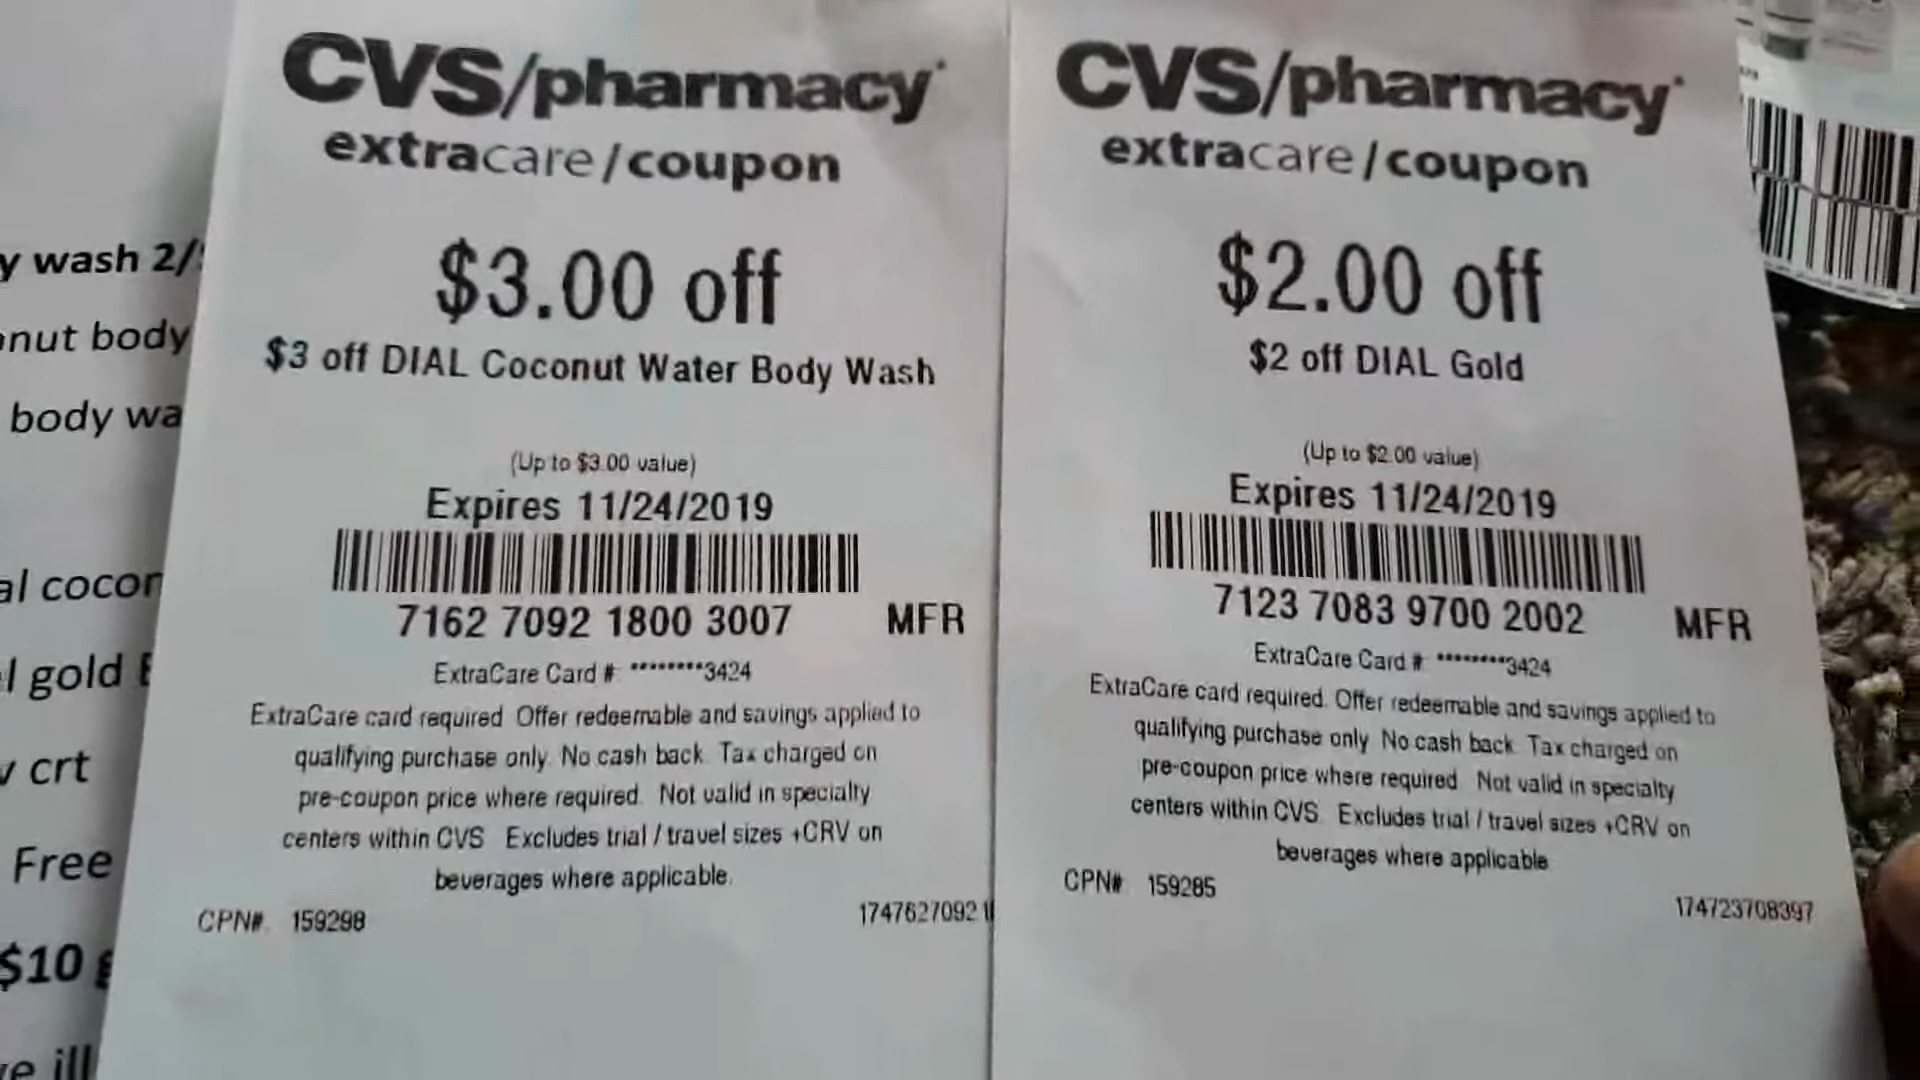 y wash 2/
nut body
body wa
al cocon
l gold
crt
Free
$10
ill
CVS/pharmacy
extracare/coupon
$3.00 off
$3 off DIAL Coconut Water Body Wash
(Up to $3.00 value)
Expires 11/24/2019
7162 7092 1800 3007 MFR
ExtraCare Card #: ********3424
ExtraCare card required. Offer redeemable and savings applied to
qualifying purchase only. No cash back. Tax charged on
pre-coupon price where required. Not valid in specialty
centers within CVS. Excludes trial / travel sizes +CRV on
beverages where applicable.
CPN#. 159298 17476270921
CVS/pharmacy
extracare/coupon
$2.00 off
$2 off DIAL Gold
(Up to $2.00 value)
Expires 11/24/2019
7123 7083 9700 2002 MFR
ExtraCare Card #: ********3424
ExtraCare card required. Offer redeemable and savings applied to
qualifying purchase only. No cash back. Tax charged on
pre-coupon price where required. Not valid in specialty
centers within CVS. Excludes trial / travel sizes +CRV on
beverages where applicable.
CPN#. 159285 174723708397